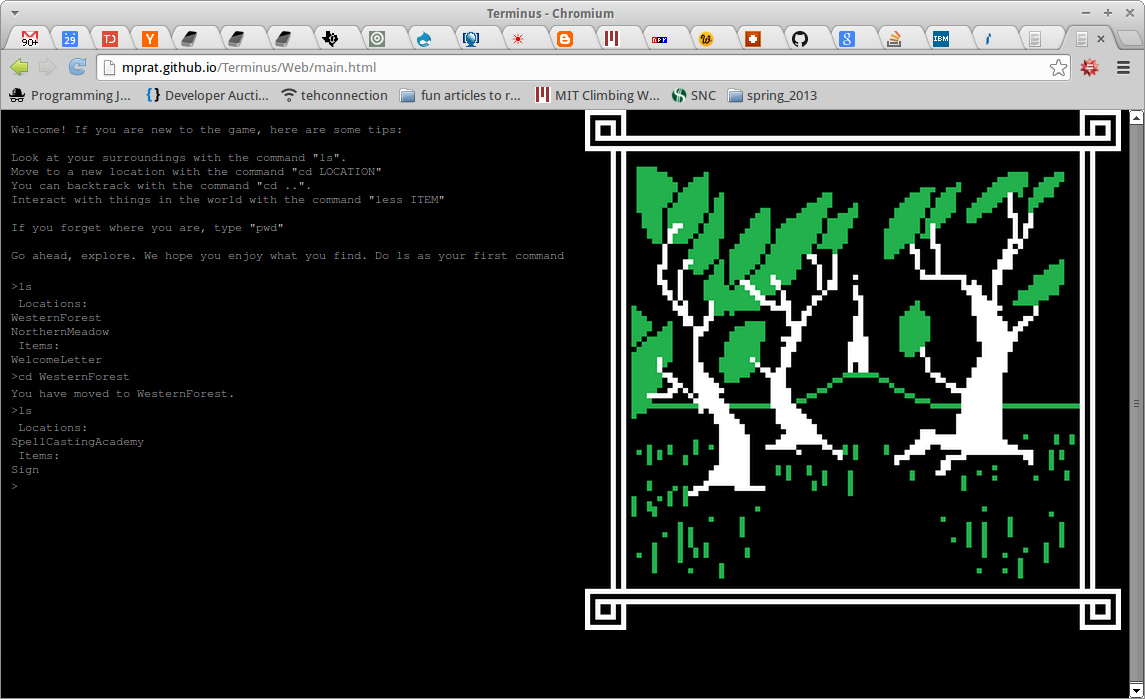 Terminus - Chromium
90+
29
TD
Y
npr
g
IBM
mprat.github.io/Terminus/Web/main.html
Programming J...
Developer Aucti...
tehconnection
fun articles to r...
MIT Climbing W...
SNC
spring_2013
Welcome! If you are new to the game, here are some tips:
Look at your surroundings with the command "ls".
Move to a new location with the command "cd LOCATION"
You can backtrack with the command "cd ..".
Interact with things in the world with the command "less ITEM"
If you forget where you are, type "pwd"
Go ahead, explore. We hope you enjoy what you find. Do ls as your first command
>ls
Locations:
WesternForest
NorthernMeadow
Items:
WelcomeLetter
>cd WesternForest
You have moved to WesternForest.
>ls
Locations:
SpellCastingAcademy
Items:
Sign
>